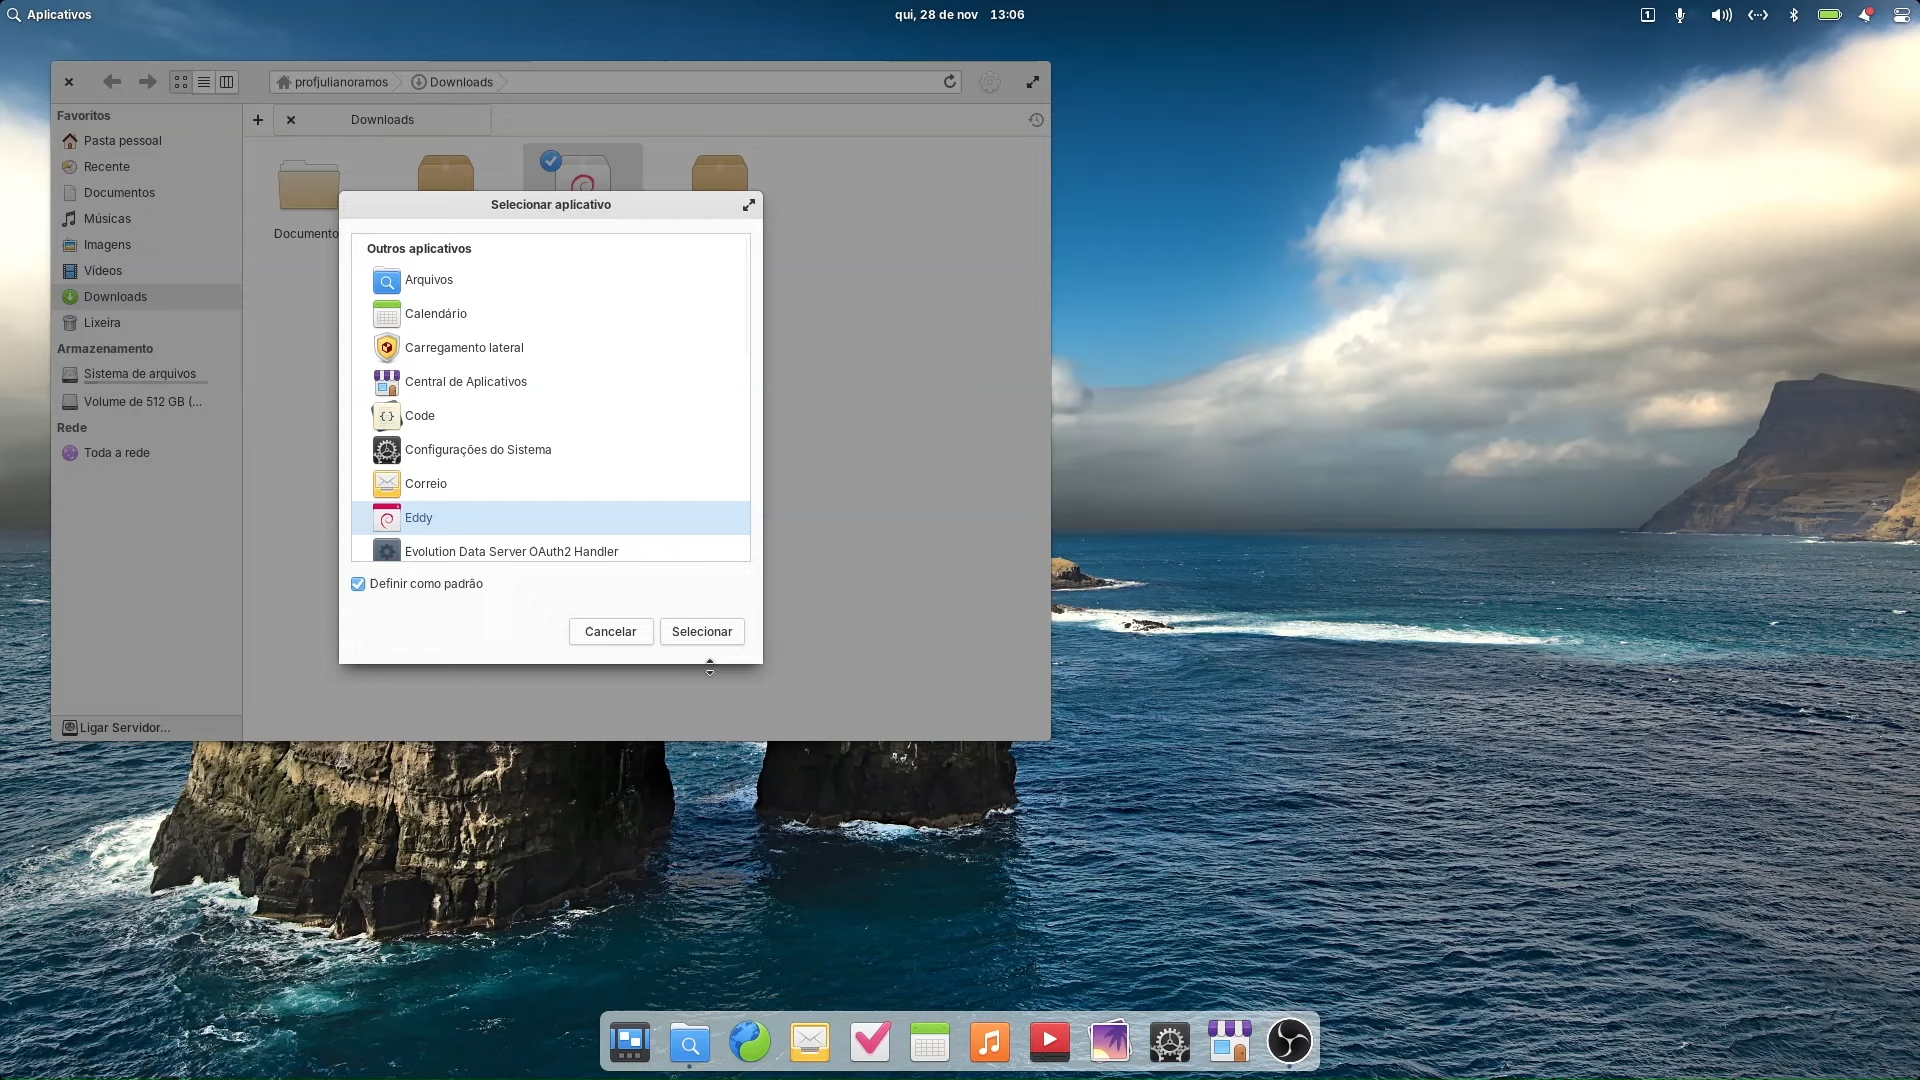 Aplicativos
qui, 28 de nov 13:06
1
profjulianoramos
Downloads
Favoritos
Pasta pessoal
Recente
Documentos
Músicas
Imagens
Vídeos
Downloads
Lixeira
Armazenamento
Sistema de arquivos
Volume de 512 GB (...
Rede
Toda a rede
Ligar Servidor...
Downloads
Documento
Selecionar aplicativo
Outros aplicativos
Arquivos
Calendário
Carregamento lateral
Central de Aplicativos
Code
Configurações do Sistema
Correio
Eddy
Evolution Data Server OAuth2 Handler
Definir como padrão
Cancelar
Selecionar